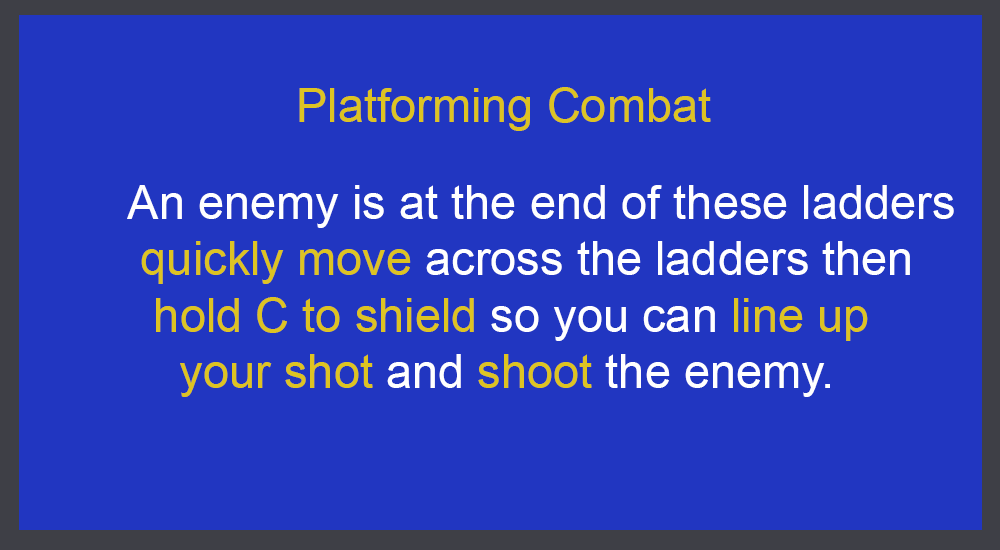 Platforming Combat
An enemy is at the end of these ladders
quickly move across the ladders then
hold C to shield so you can line up
your shot and shoot the enemy.